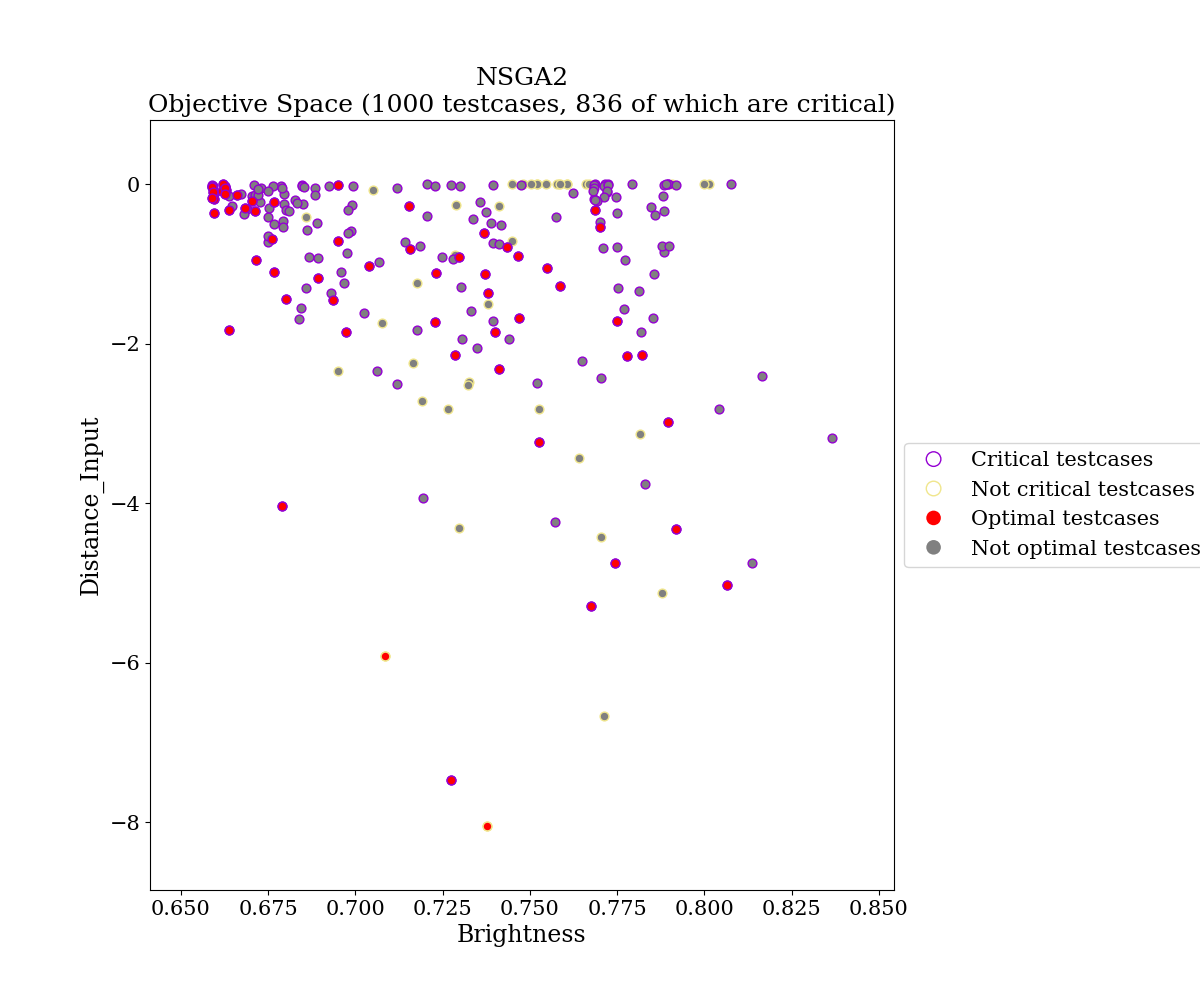 NSGA2
Objective Space (1000 testcases, 836 of which are critical)
0
−2
−4
−6
−8
Distance_Input
0.650 0.675 0.700 0.725 0.750 0.775 0.800 0.825 0.850
Brightness
Critical testcases
Not critical testcases
Optimal testcases
Not optimal testcases